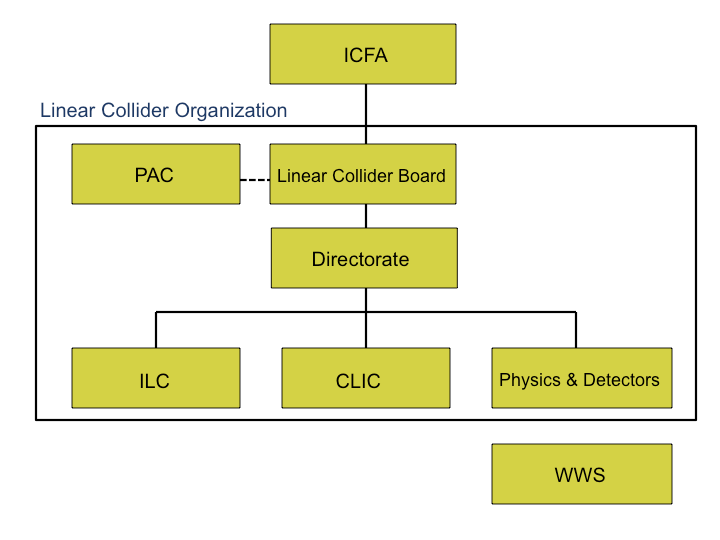 ICFA
Linear Collider Organization
PAC
Linear Collider Board
Directorate
ILC
CLIC
Physics & Detectors
WWS